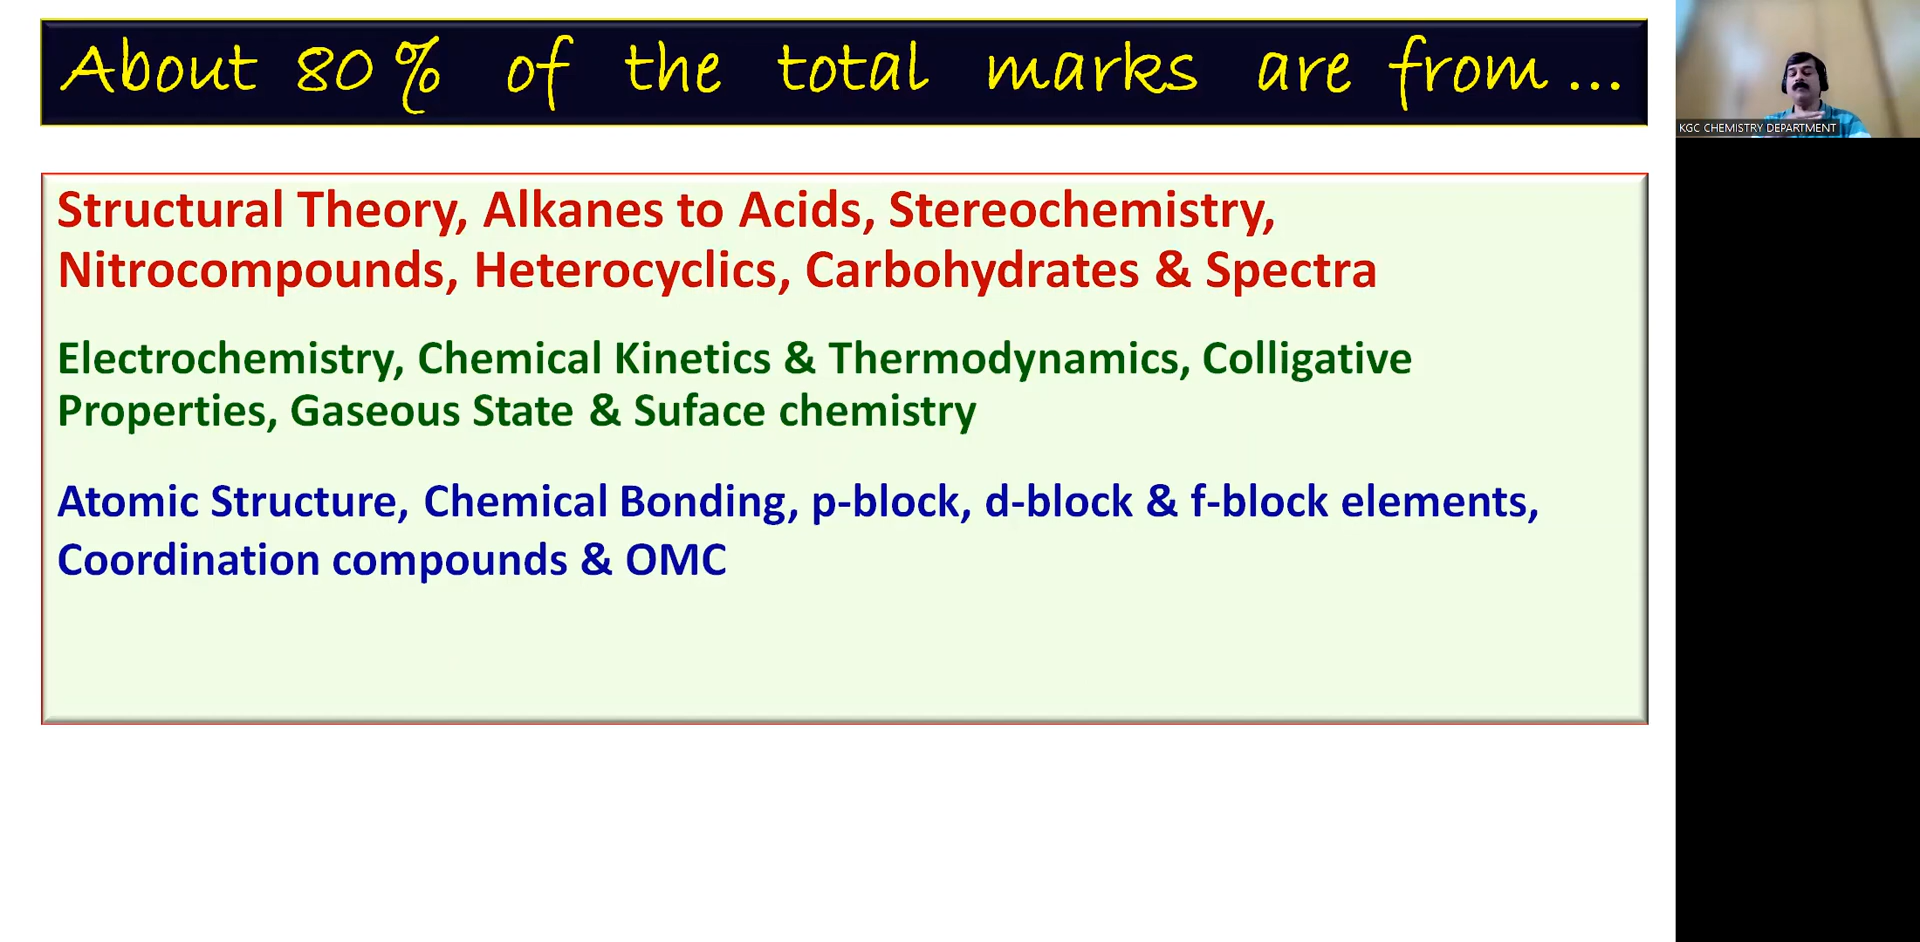 About 80% of the total marks are from ...
KGC CHEMISTRY DEPARTMENT
Structural Theory, Alkanes to Acids, Stereochemistry,
Nitrocompounds, Heterocyclics, Carbohydrates & Spectra
Electrochemistry, Chemical Kinetics & Thermodynamics, Colligative
Properties, Gaseous State & Suface chemistry
Atomic Structure, Chemical Bonding, p-block, d-block & f-block elements,
Coordination compounds & OMC